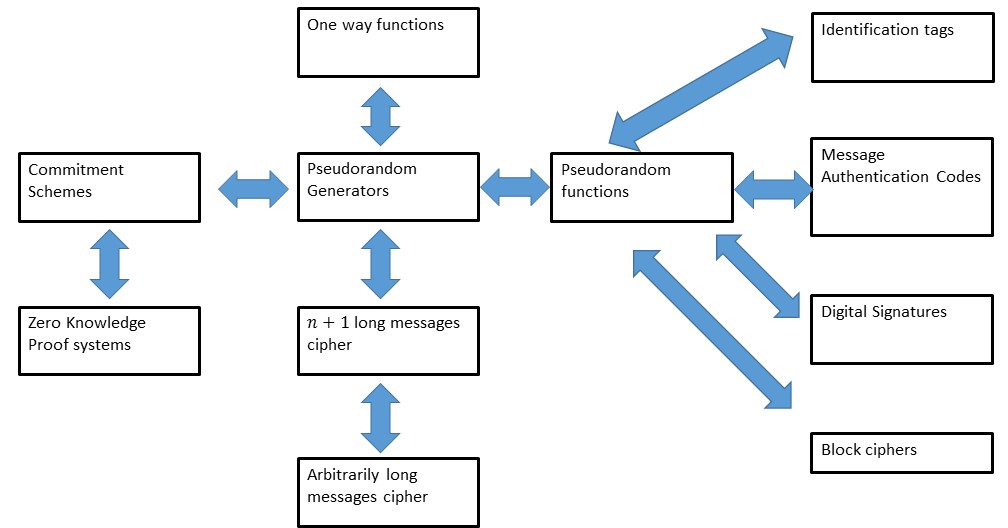 One way functions
Identification tags
Commitment
Schemes
Pseudorandom
Generators
Pseudorandom
functions
Message
Authentication Codes
Zero Knowledge
Proof systems
n + 1 long messages
cipher
Digital Signatures
Arbitrarily long
messages cipher
Block ciphers